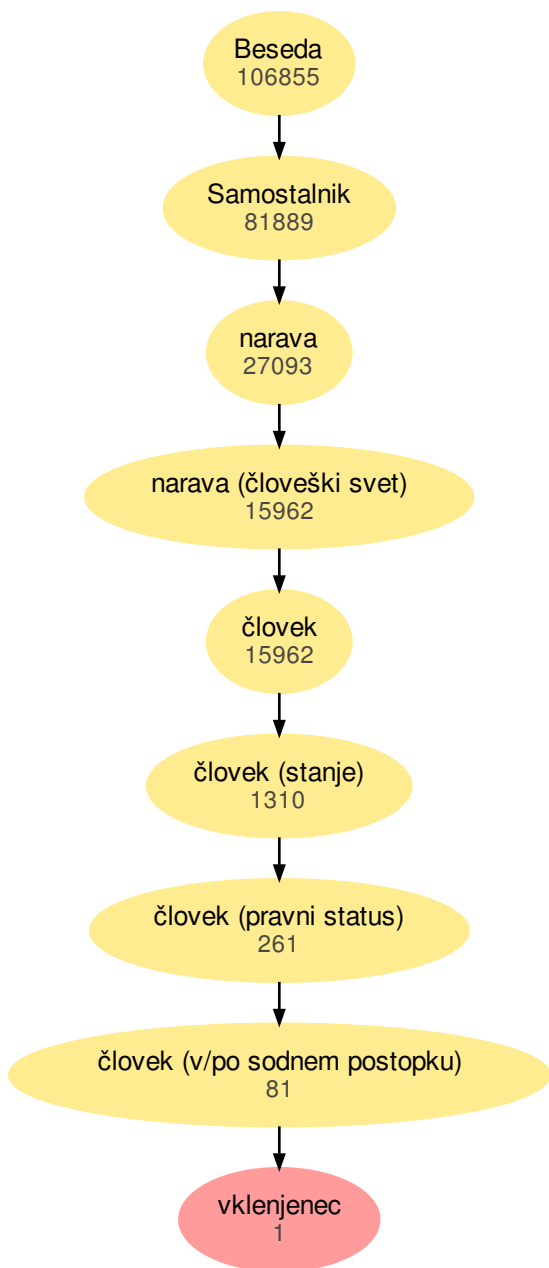 Beseda
106855
Samostalnik
81889
narava
27093
narava (človeški svet)
15962
človek
15962
človek (stanje)
1310
človek (pravni status)
261
človek (v/po sodnem postopku)
81
vklenjenec
1